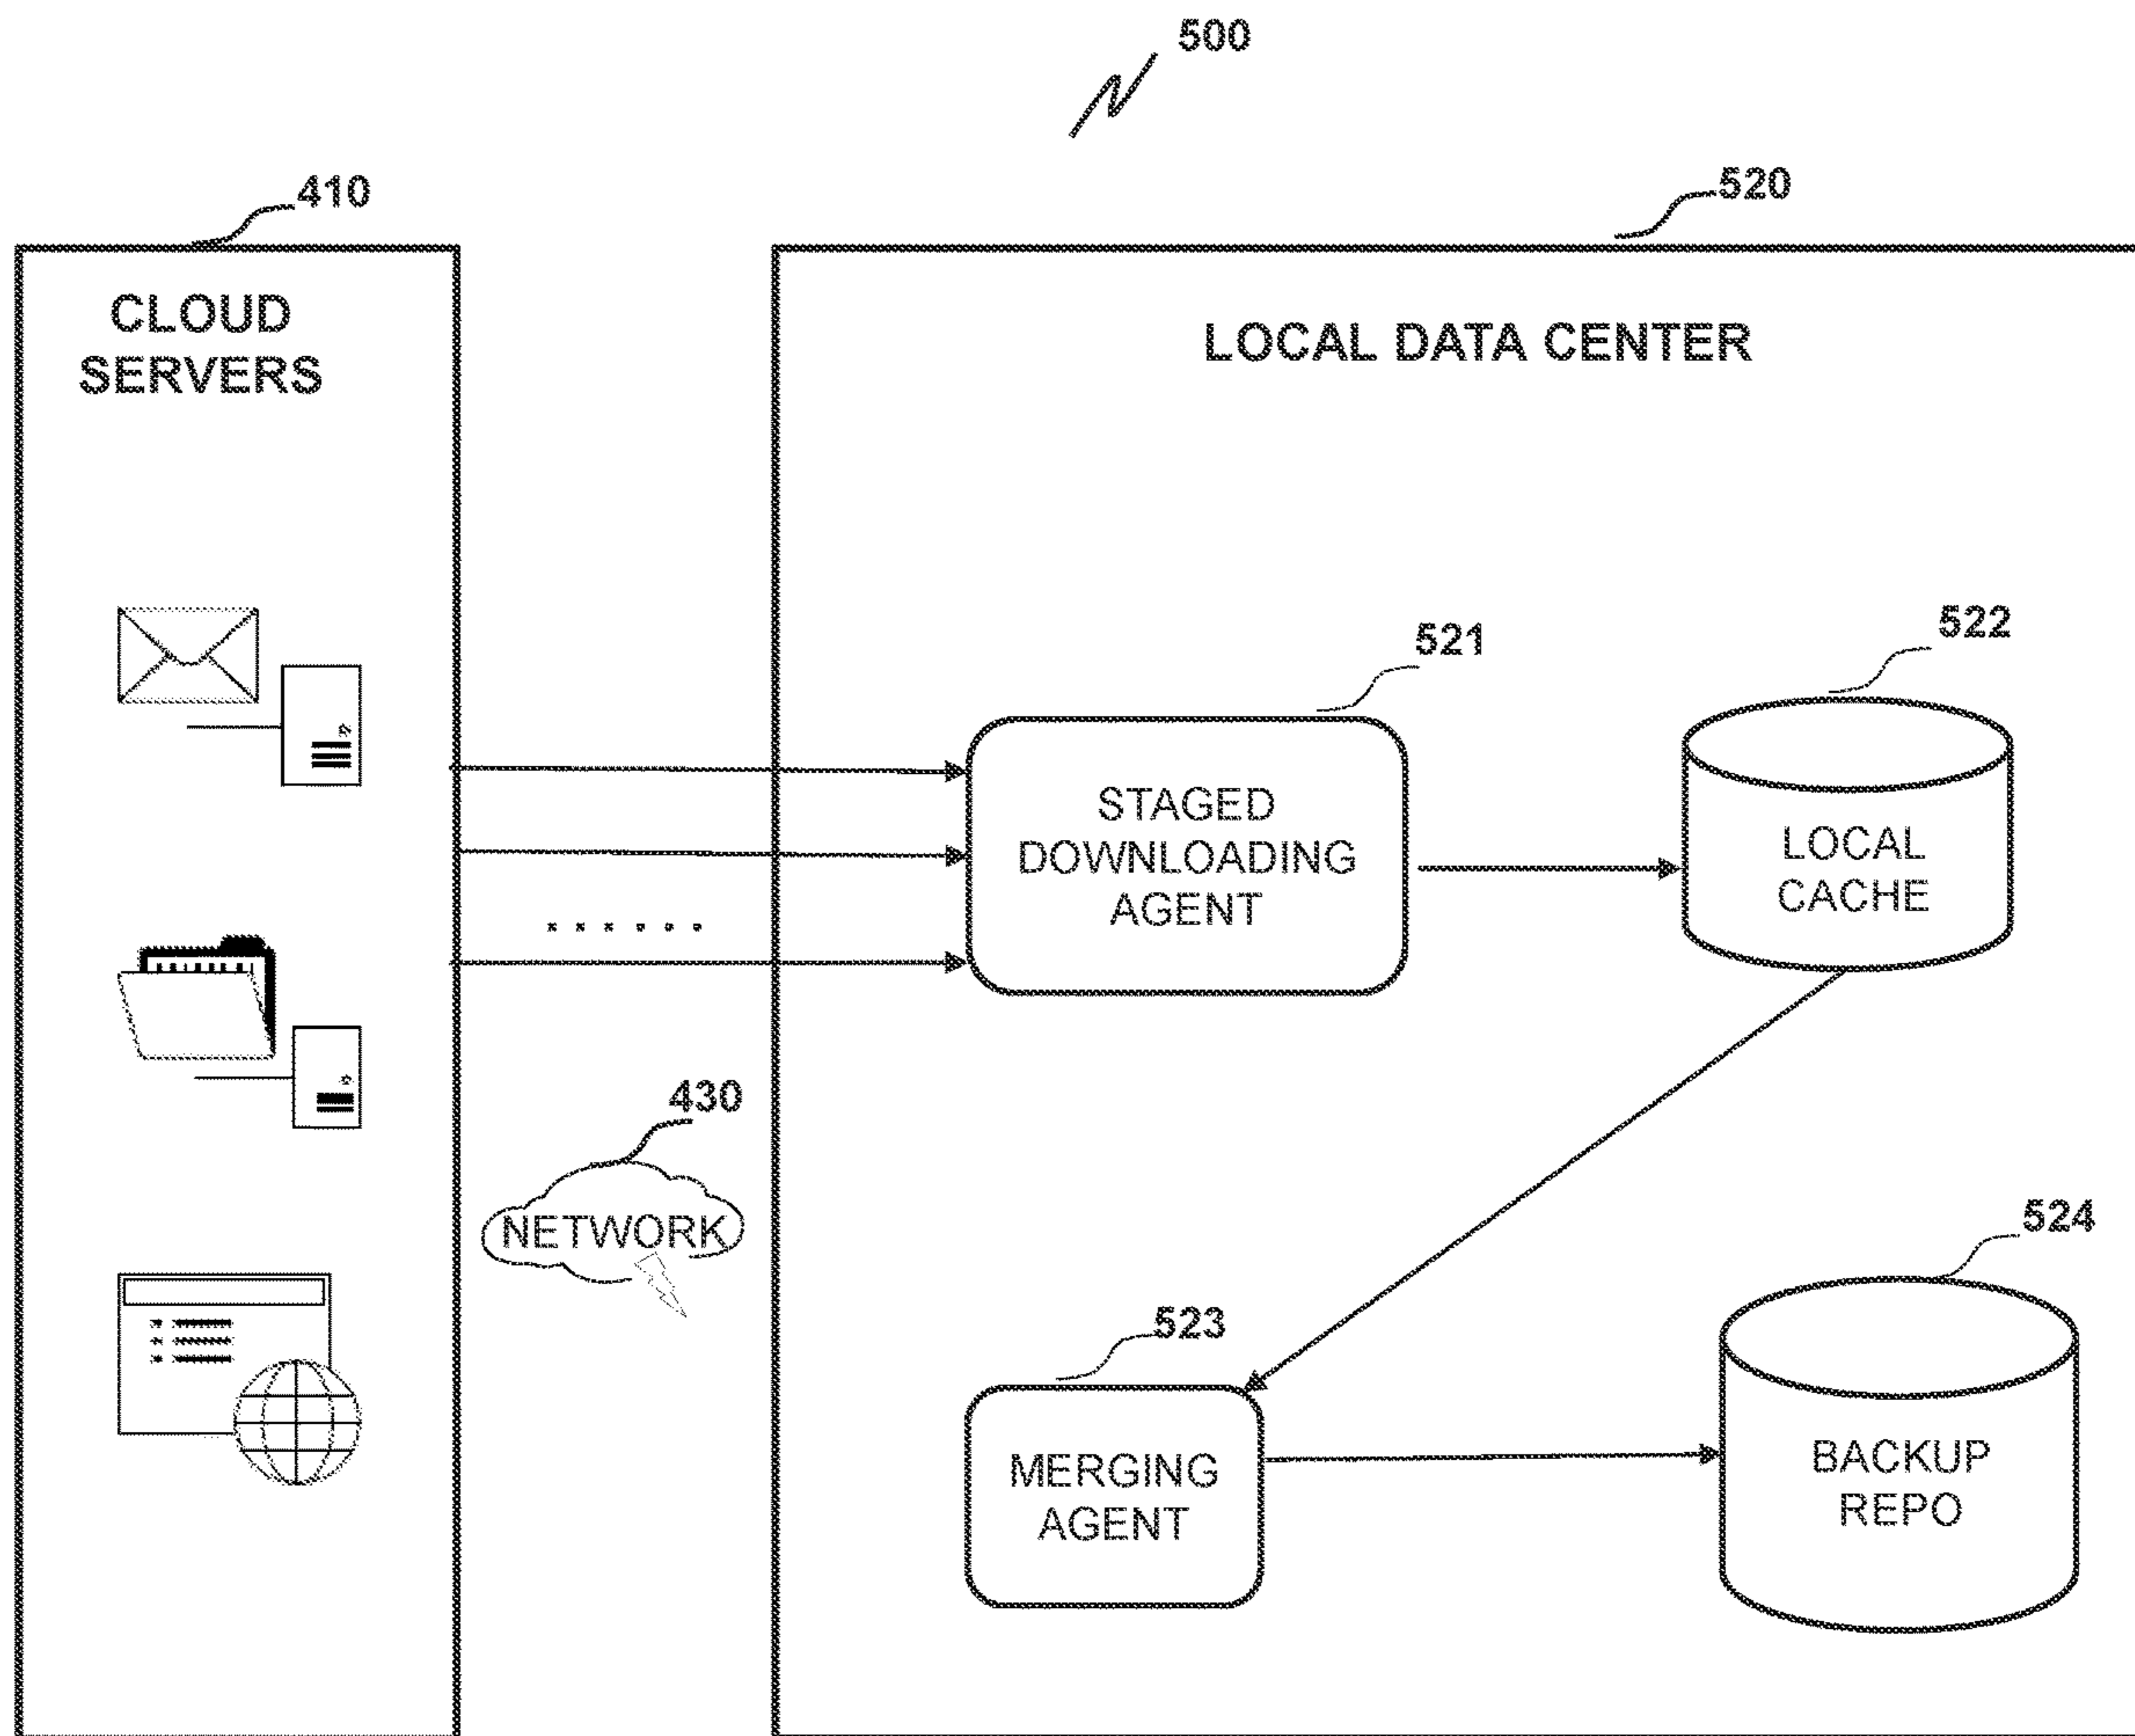 500
410
520
CLOUD
SERVERS
LOCAL DATA CENTER
521
522
STAGED
DOWNLOADING
AGENT
LOCAL
CACHE
430
NETWORK
523
524
MERGING
AGENT
BACKUP
REPO